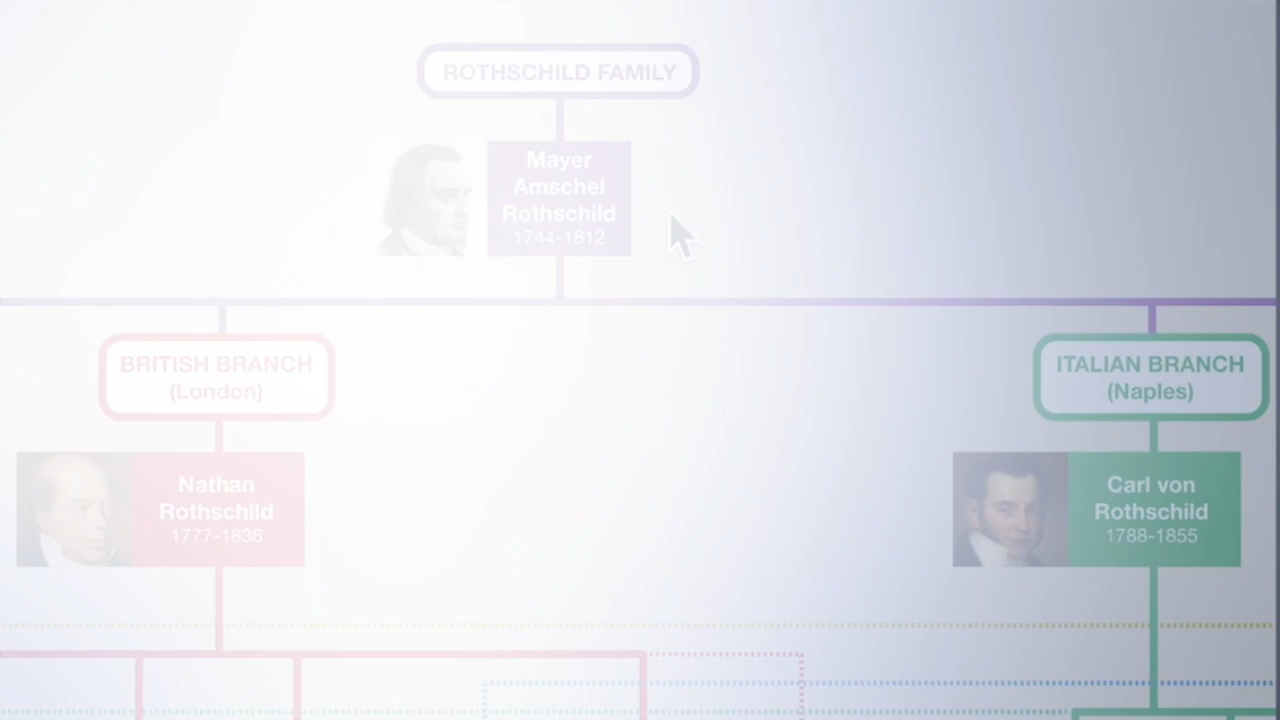 ROTHSCHILD FAMILY
Mayer
Amschel
Rothschild
1744-1812
BRITISH BRANCH
(London)
ITALIAN BRANCH
(Naples)
Nathan
Rothschild
1777-1836
Carl von
Rothschild
1788-1855